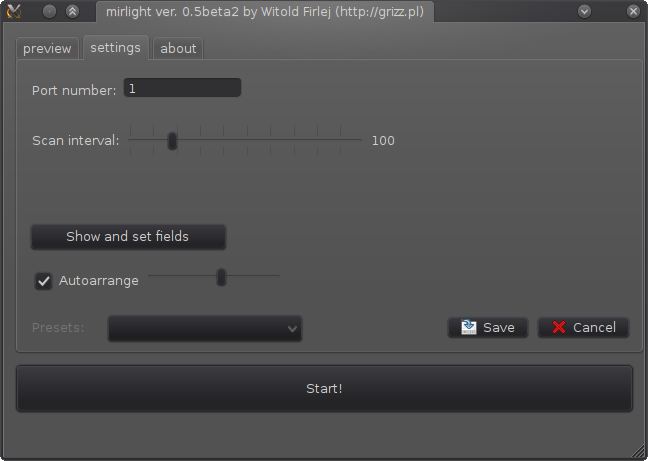 mirlight ver. 0.5beta2 by Witold Firlej (http://grizz.pl)
preview settings about
Port number: 1
Scan interval: 100
Show and set fields
Autoarrange
Presets: Save Cancel
Start!